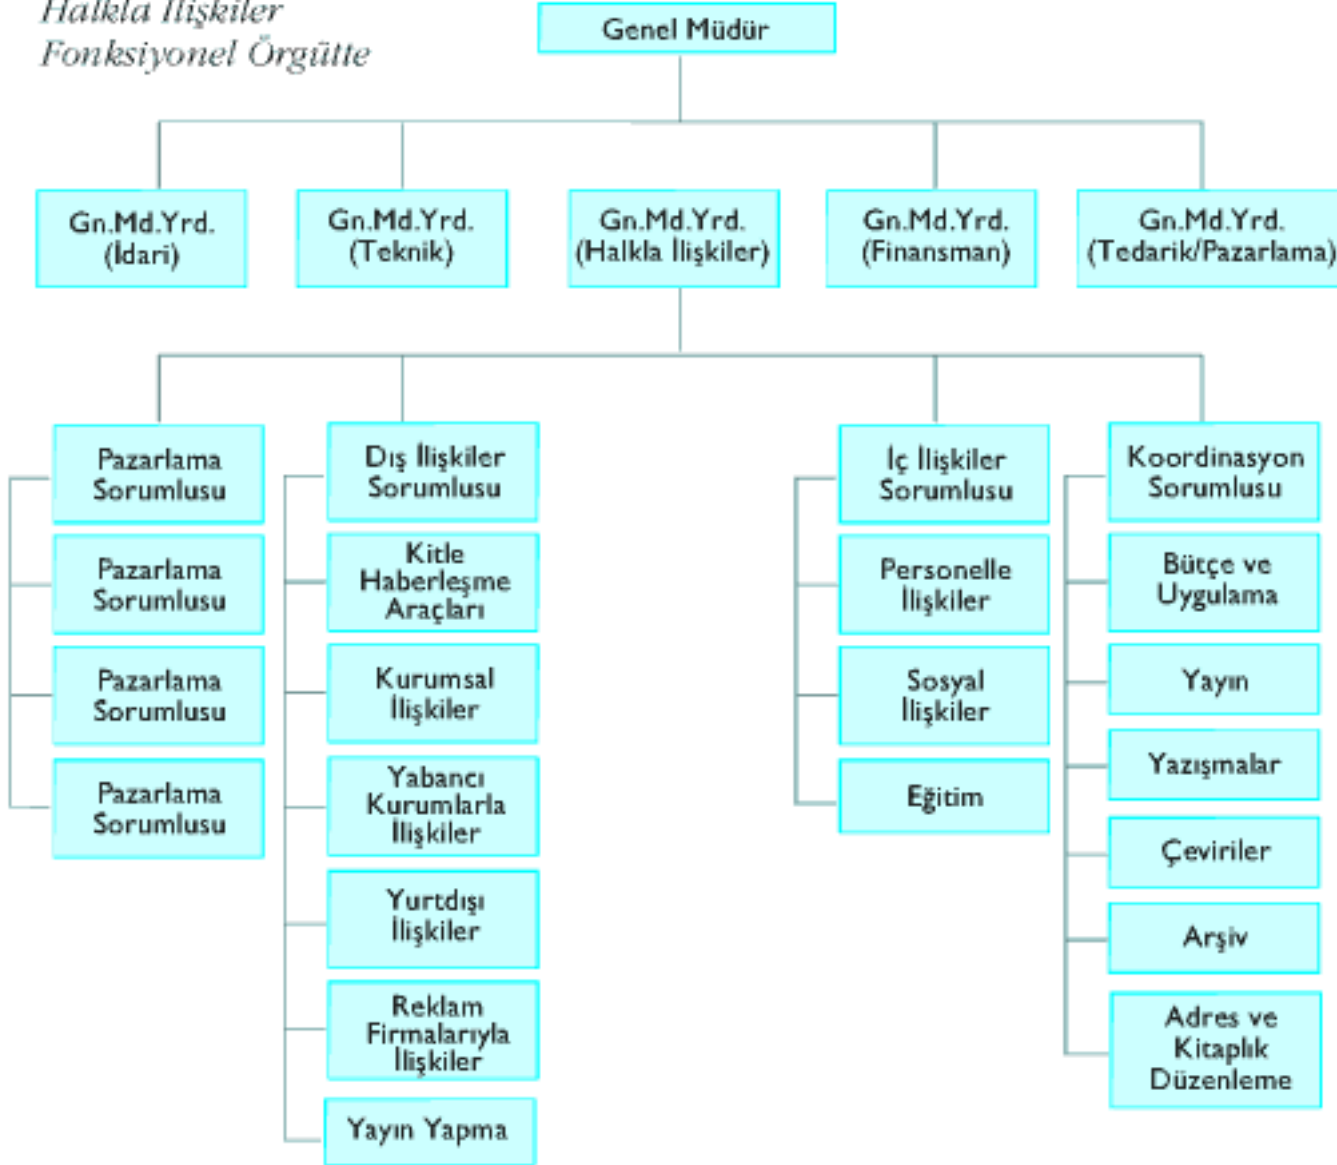 Halkla İlişkiler
Fonksiyonel Örgütte
Genel Müdür
Gn.Md.Yrd.
(İdari)
Gn.Md.Yrd.
(Teknik)
Gn.Md.Yrd.
(Halkla İlişkiler)
Gn.Md.Yrd.
(Finansman)
Gn.Md.Yrd.
(Tedarik/Pazarlama)
Pazarlama
Sorumlusu
Pazarlama
Sorumlusu
Pazarlama
Sorumlusu
Pazarlama
Sorumlusu
Dış İlişkiler
Sorumlusu
Kitle
Haberleşme
Araçları
Kurumsal
İlişkiler
Yabancı
Kurumlarla
İlişkiler
Yurtdışı
İlişkiler
Reklam
Firmalarıyla
İlişkiler
Yayın Yapma
İç İlişkiler
Sorumlusu
Personelle
İlişkiler
Sosyal
İlişkiler
Eğitim
Koordinasyon
Sorumlusu
Bütçe ve
Uygulama
Yayın
Yazışmalar
Çeviriler
Arşiv
Adres ve
Kitaplık
Düzenleme